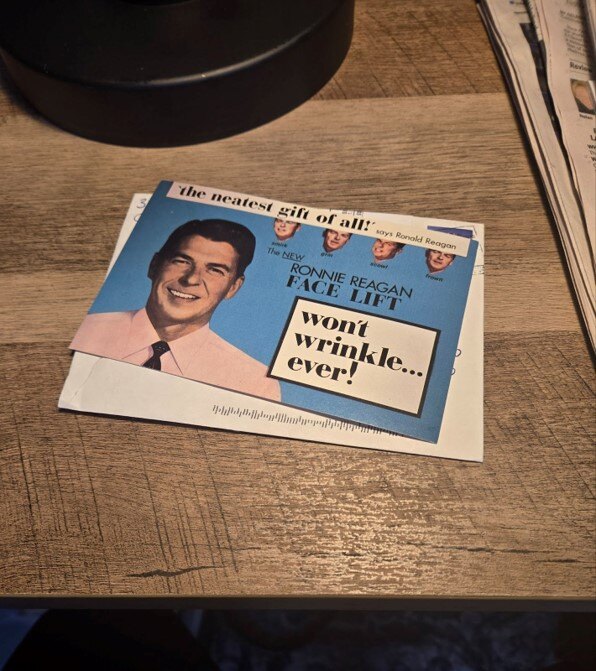 'the neatest gift of all!'
says Ronald Reagan
smirk
grin
scowl
frown
The NEW
RONNIE REAGAN
FACE LIFT
won't
wrinkle...
ever!